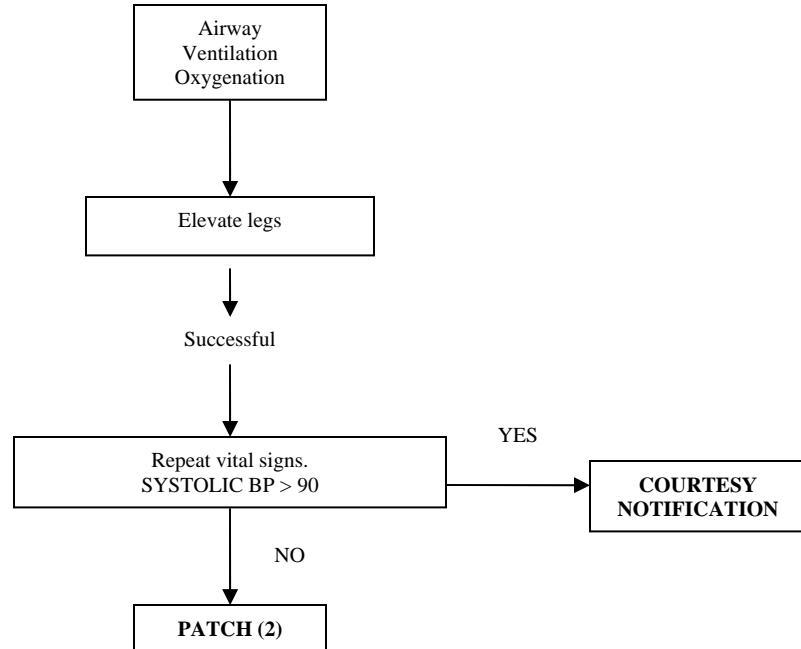 Airway
Ventilation
Oxygenation
Elevate legs
Successful
YES
Repeat vital signs.
SYSTOLIC BP > 90
COURTESY
NOTIFICATION
NO
PATCH (2)